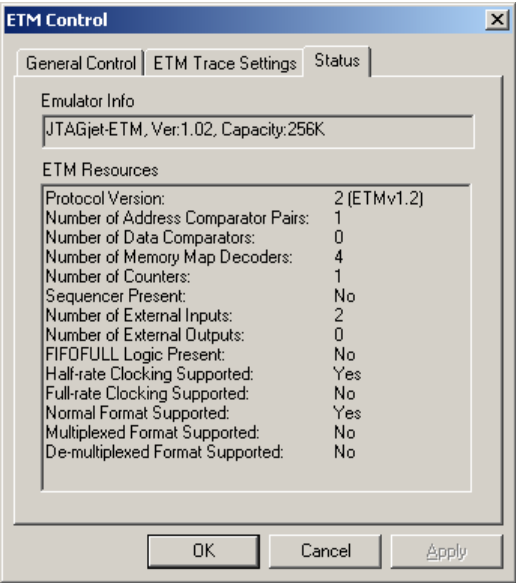 ETM Control
General Control ETM Trace Settings Status
Emulator Info
JTAGjet-ETM, Ver:1.02, Capacity:256K
ETM Resources
Protocol Version: 2 (ETMv1.2)
Number of Address Comparator Pairs: 1
Number of Data Comparators: 0
Number of Memory Map Decoders: 4
Number of Counters: 1
Sequencer Present: No
Number of External Inputs: 2
Number of External Outputs: 0
FIFOFULL Logic Present: No
Half-rate Clocking Supported: Yes
Full-rate Clocking Supported: No
Normal Format Supported: Yes
Multiplexed Format Supported: No
De-multiplexed Format Supported: No
OK Cancel Apply